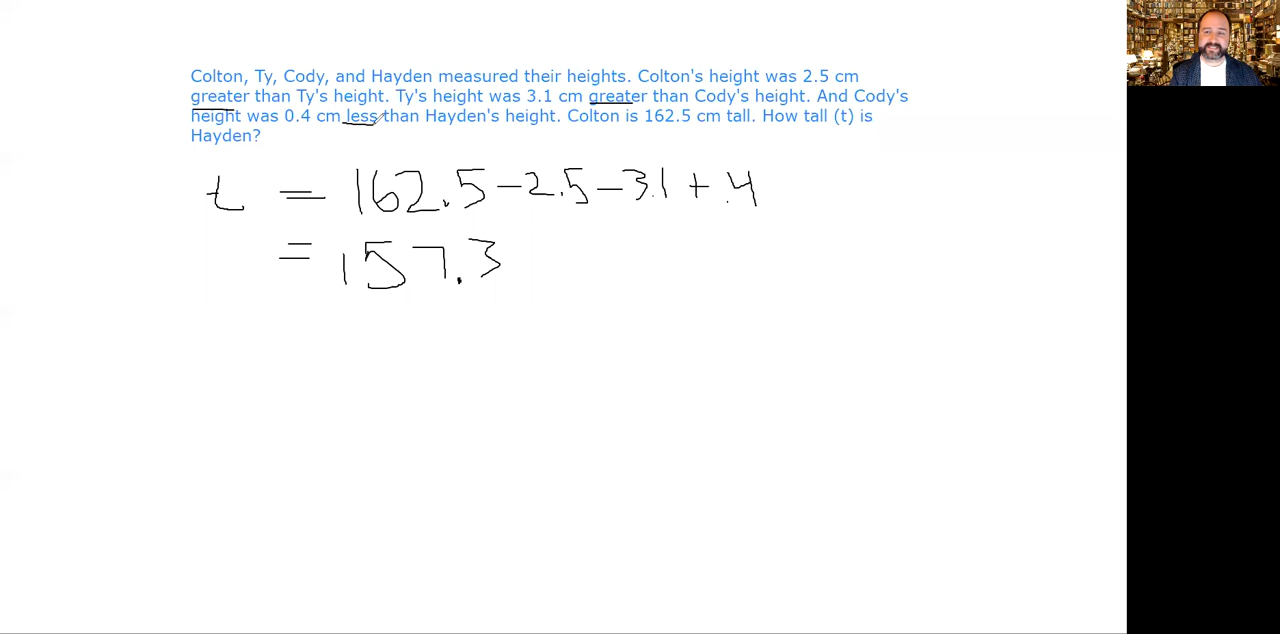 Colton, Ty, Cody, and Hayden measured their heights. Colton's height was 2.5 cm
greater than Ty's height. Ty's height was 3.1 cm greater than Cody's height. And Cody's
height was 0.4 cm less than Hayden's height. Colton is 162.5 cm tall. How tall (t) is
Hayden?
t = 162.5 - 2.5 - 3.1 + .4
= 157.3